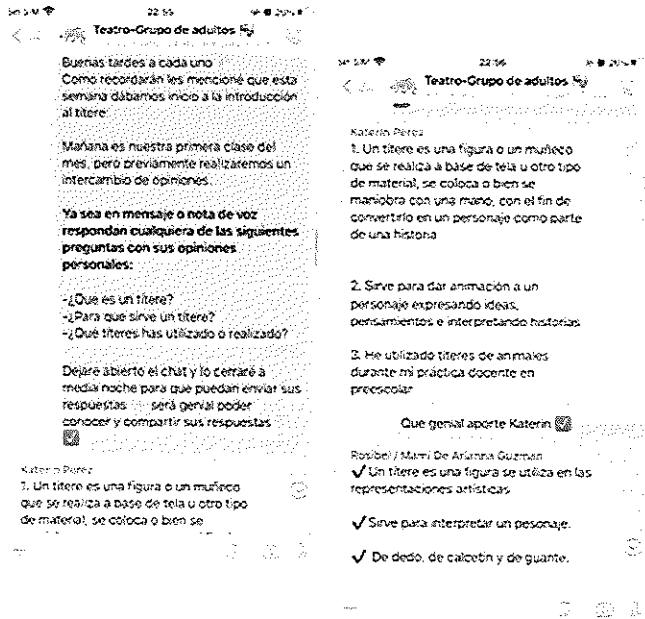 22:55
Teatro-Grupo de adultos
Buenas tardes a cada uno
Como recordarán les mencioné que esta
semana dábamos inicio a la introducción
al títere.
Mañana es nuestra primera clase del
mes, pero previamente realizaremos un
intercambio de opiniones.
Ya sea en mensaje o nota de voz
respondan cualquiera de las siguientes
preguntas con sus opiniones
personales:
-¿Que es un títere?
-¿Para que sirve un títere?
-¿Qué títeres has utilizado o realizado?
Dejare abierto el chat y lo cerraré a
media noche para que puedan enviar sus
respuestas será genial poder
conocer y compartir sus respuestas
Katerin Perez
1. Un títere es una figura o un muñeco
que se realiza a base de tela u otro tipo
de material, se coloca o bien se
22:56
Teatro-Grupo de adultos
Katerin Perez
1. Un títere es una figura o un muñeco
que se realiza a base de tela u otro tipo
de material, se coloca o bien se
maniobra con una mano, con el fin de
convertirlo en un personaje como parte
de una historia
2. Sirve para dar animación a un
personaje expresando ideas,
pensamientos e interpretando historias
3. He utilizado títeres de animales
durante mi práctica docente en
preescolar
Que genial aporte Katerin
Rosibel / Mami De Arianna Guzman
✓ Un títere es una figura se utiliza en las
representaciones artísticas
✓ Sirve para interpretar un pesonaje.
✓ De dedo, de calcetín y de guante.